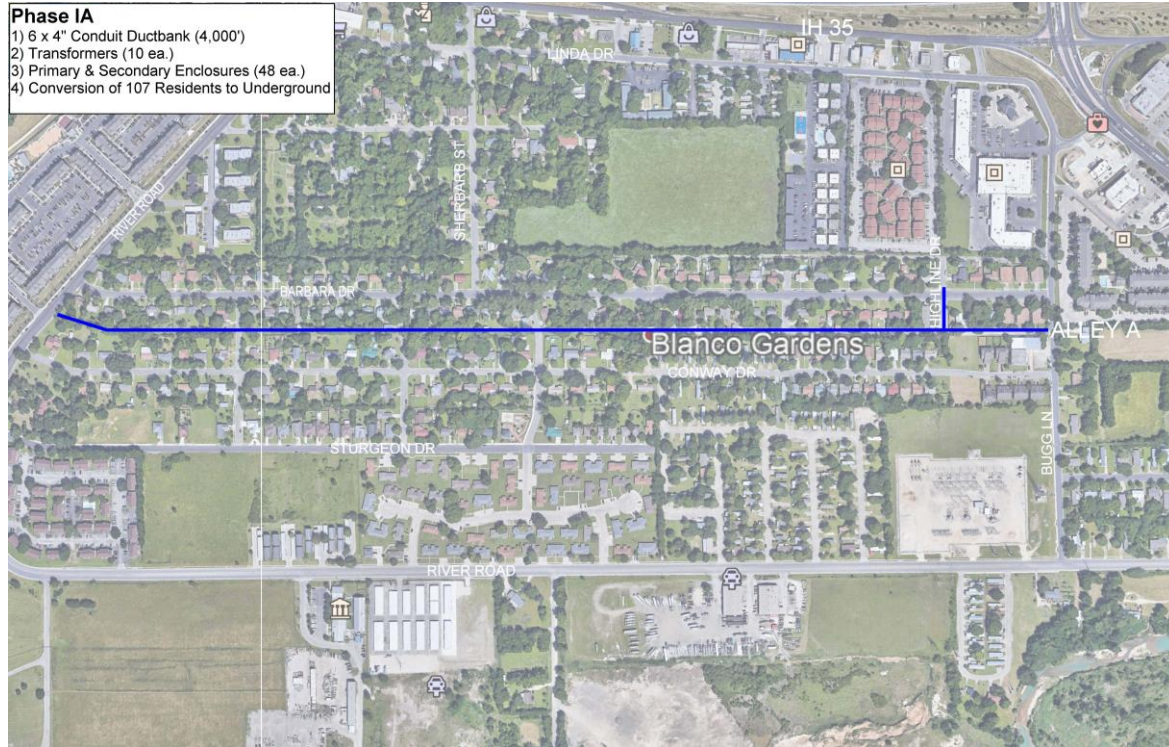 Phase IA
1) 6 x 4" Conduit Ductbank (4,000')
2) Transformers (10 ea.)
3) Primary & Secondary Enclosures (48 ea.)
4) Conversion of 107 Residents to Underground
IH 35
LINDA DR
SHERBARB ST
RIVER ROAD
HIGHLINE DR
BARBARA DR
ALLEY A
Blanco Gardens
CONWAY DR
BUGG LN
STURGEON DR
RIVER ROAD